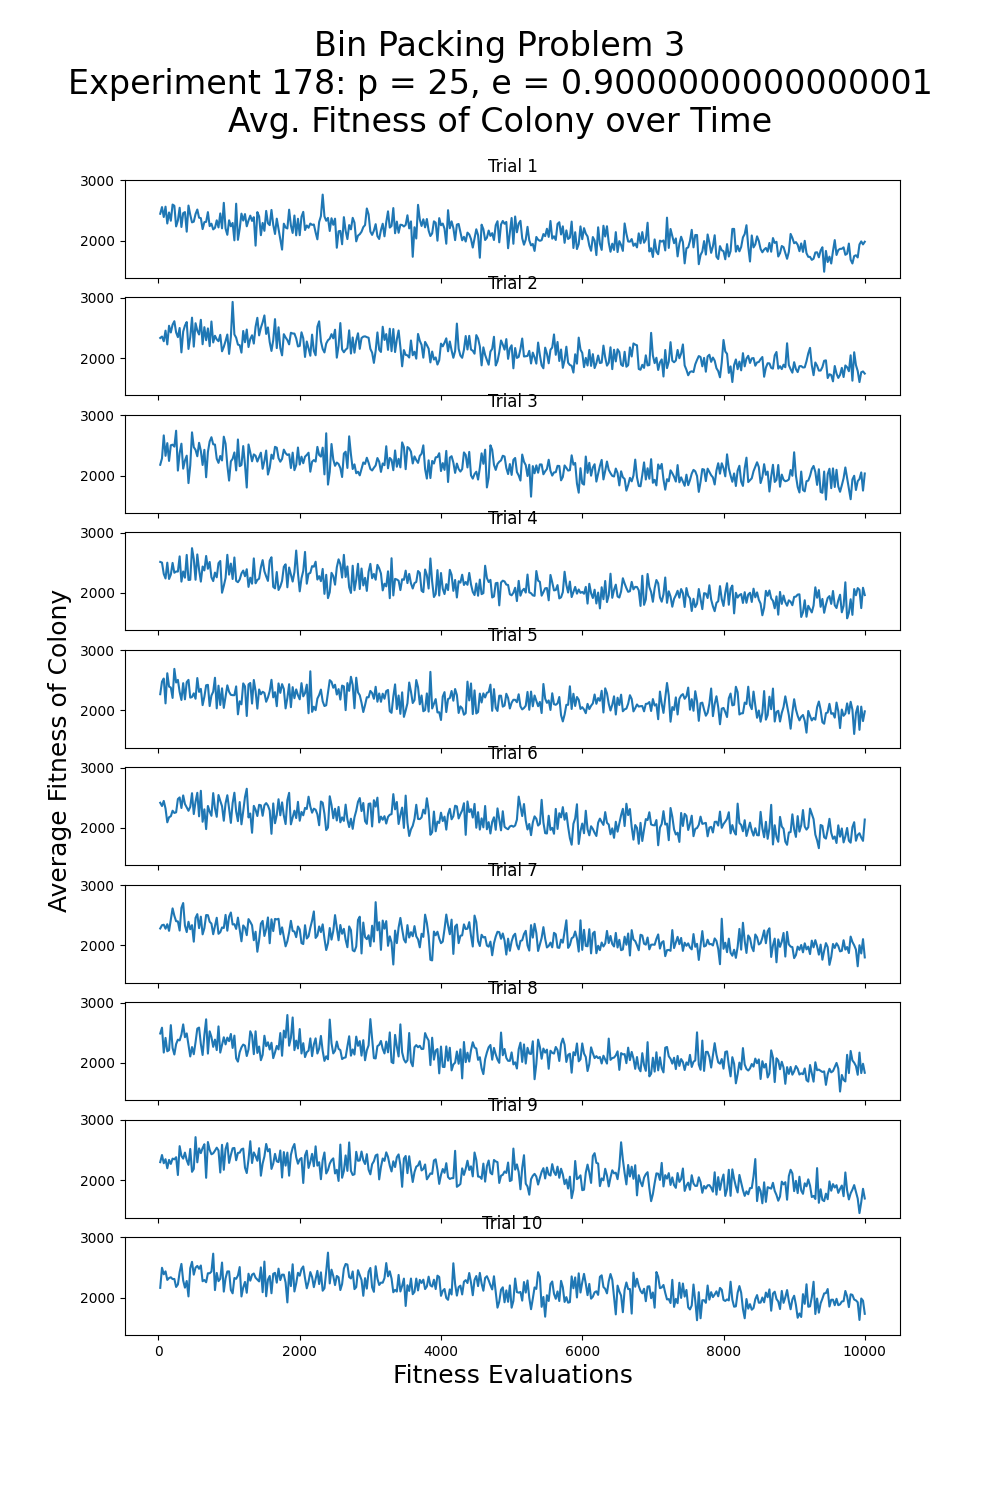 Bin Packing Problem 3
Experiment 178: p = 25, e = 0.9000000000000001
Avg. Fitness of Colony over Time
Trial 1
3000
2000
Trial 2
3000
2000
Trial 3
3000
2000
Trial 4
3000
2000
Trial 5
3000
2000
Trial 6
3000
2000
Trial 7
3000
2000
Trial 8
3000
2000
Trial 9
3000
2000
Trial 10
3000
2000
0 2000 4000 6000 8000 10000
Fitness Evaluations
Average Fitness of Colony